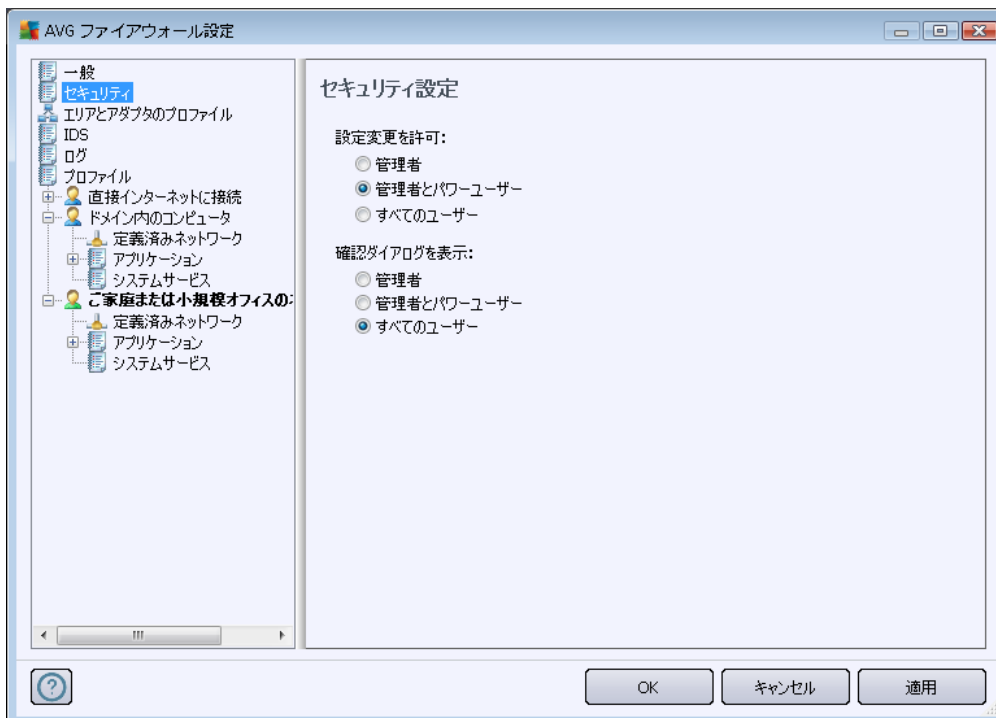 AVG ファイアウォール設定
一般
セキュリティ
エリアとアダプタのプロファイル
IDS
ログ
プロファイル
直接インターネットに接続
ドメイン内のコンピュータ
定義済みネットワーク
アプリケーション
システムサービス
ご家庭または小規模オフィスの
定義済みネットワーク
アプリケーション
システムサービス
セキュリティ設定
設定変更を許可:
管理者
管理者とパワーユーザー
すべてのユーザー
確認ダイアログを表示:
管理者
管理者とパワーユーザー
すべてのユーザー
OK
キャンセル
適用